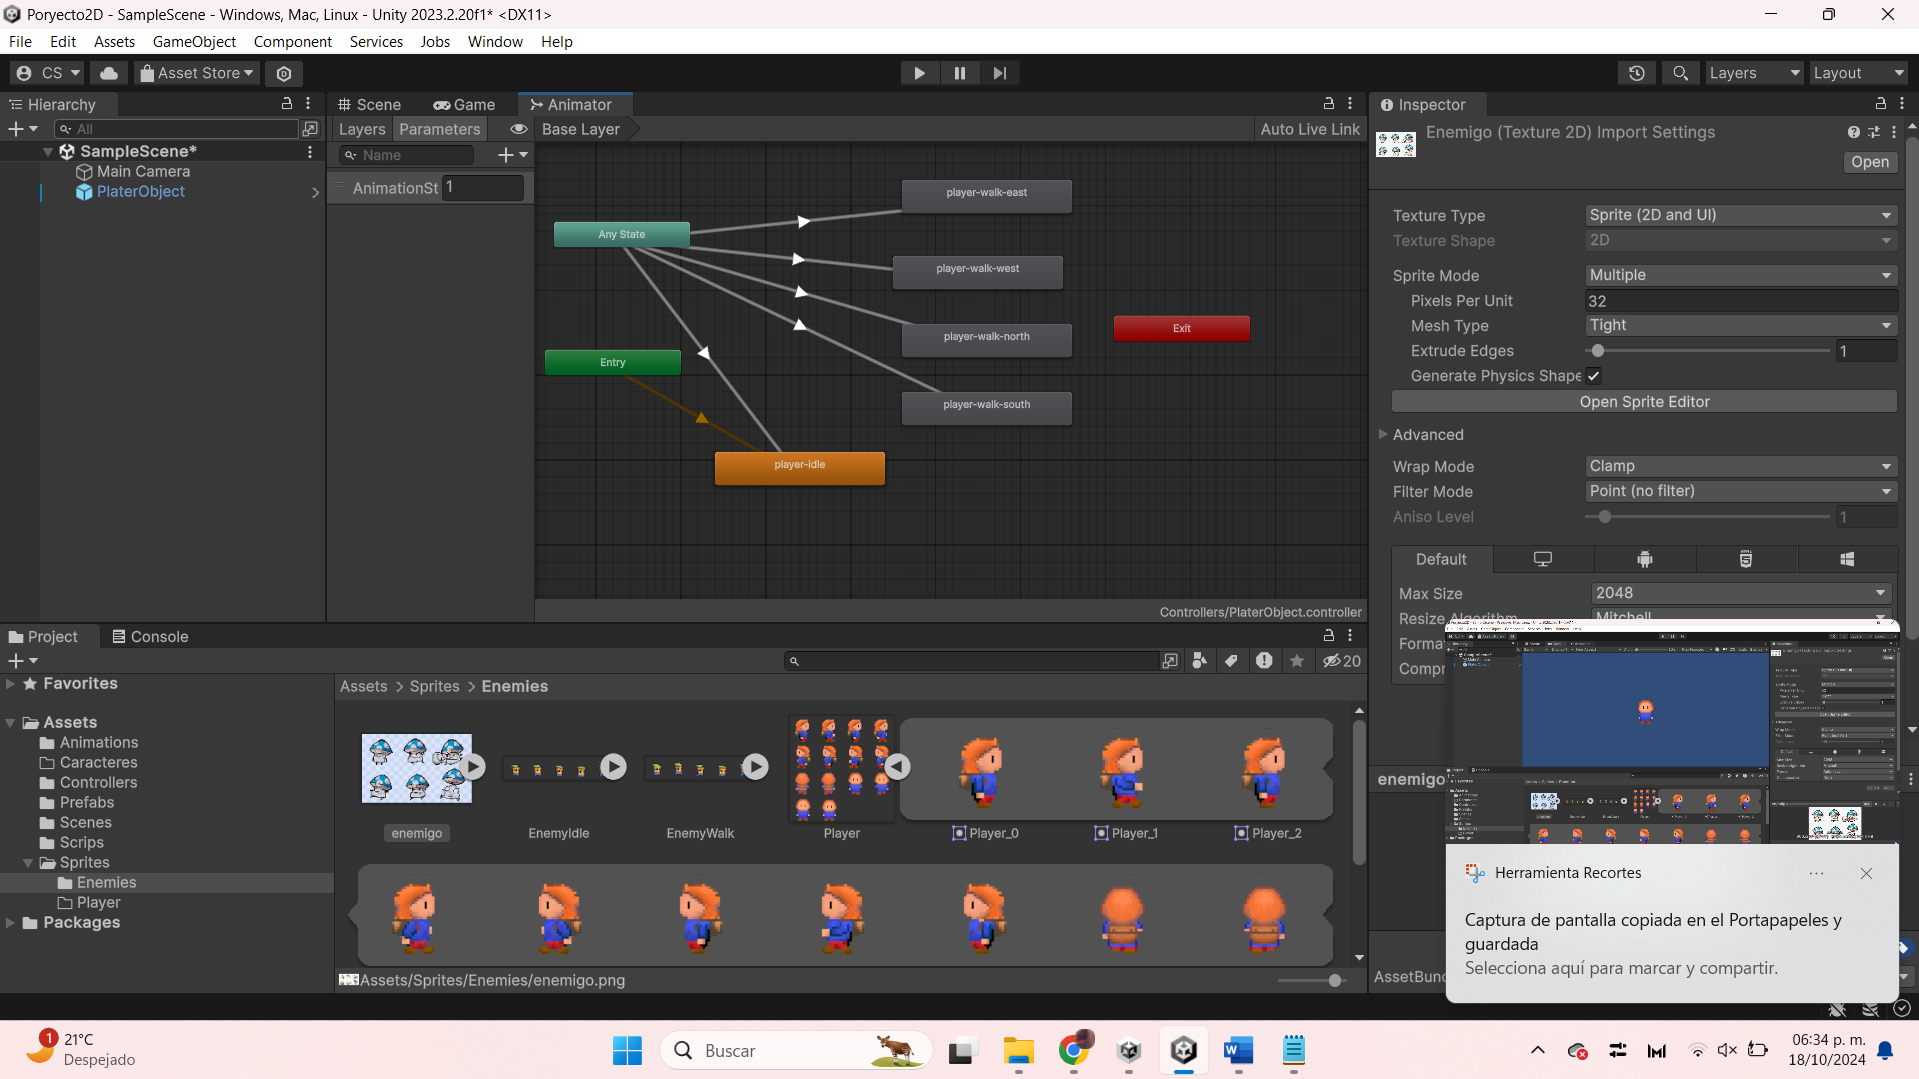 Poryecto2D - SampleScene - Windows, Mac, Linux - Unity 2023.2.20f1* <DX11>
File Edit Assets GameObject Component Services Jobs Window Help
CS Asset Store Layers Layout
Hierarchy
All
SampleScene*
Main Camera
PlaterObject
Scene Game Animator
Layers Parameters Base Layer Auto Live Link
Name
AnimationSt 1
Any State
player-walk-east
player-walk-west
player-walk-north
player-walk-south
Entry
Exit
player-idle
Controllers/PlaterObject.controller
Inspector
Enemigo (Texture 2D) Import Settings
Open
Texture Type Sprite (2D and UI)
Texture Shape 2D
Sprite Mode Multiple
Pixels Per Unit 32
Mesh Type Tight
Extrude Edges 1
Generate Physics Shape
Open Sprite Editor
Advanced
Wrap Mode Clamp
Filter Mode Point (no filter)
Aniso Level 1
Default
Max Size 2048
Resize Algorithm Mitchell
Forma
Compr
enemigo
AssetBund
Project Console
20
Favorites
Assets
Animations
Caracteres
Controllers
Prefabs
Scenes
Scrips
Sprites
Enemies
Player
Packages
Assets > Sprites > Enemies
enemigo EnemyIdle EnemyWalk Player Player_0 Player_1 Player_2
Assets/Sprites/Enemies/enemigo.png
Herramienta Recortes
Captura de pantalla copiada en el Portapapeles y
guardada
Selecciona aquí para marcar y compartir.
1
21°C
Despejado
Buscar
06:34 p. m.
18/10/2024